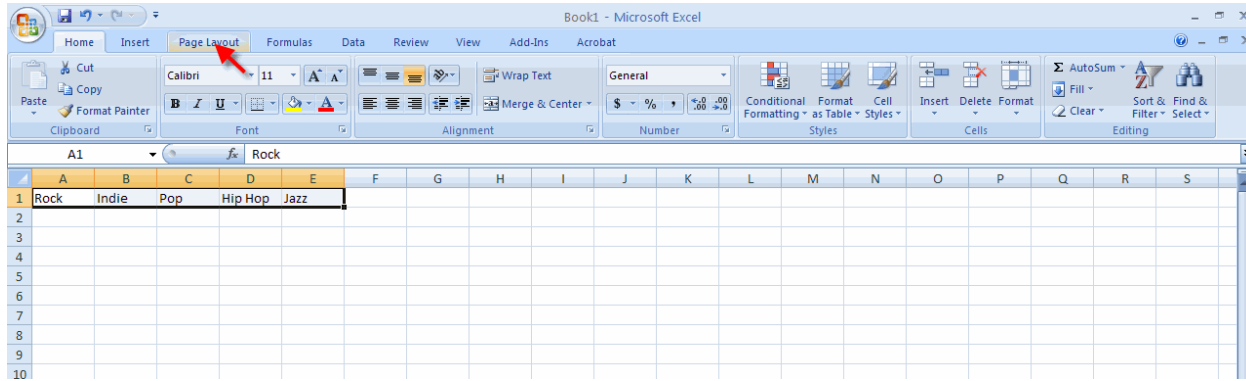 Book1 - Microsoft Excel
Home Insert Page Layout Formulas Data Review View Add-Ins Acrobat
Paste
Cut
Copy
Format Painter
Clipboard
Calibri 11 A A
B I U A
Font
Wrap Text
Merge & Center
Alignment
General
$ % , .0 .00 .00 .0
Number
Conditional Formatting
Format as Table
Cell Styles
Styles
Insert Delete Format
Cells
Σ AutoSum
Fill
Clear
Sort & Filter
Find & Select
Editing
A1 fx Rock
A B C D E F G H I J K L M N O P Q R S
1 Rock Indie Pop Hip Hop Jazz
2
3
4
5
6
7
8
9
10